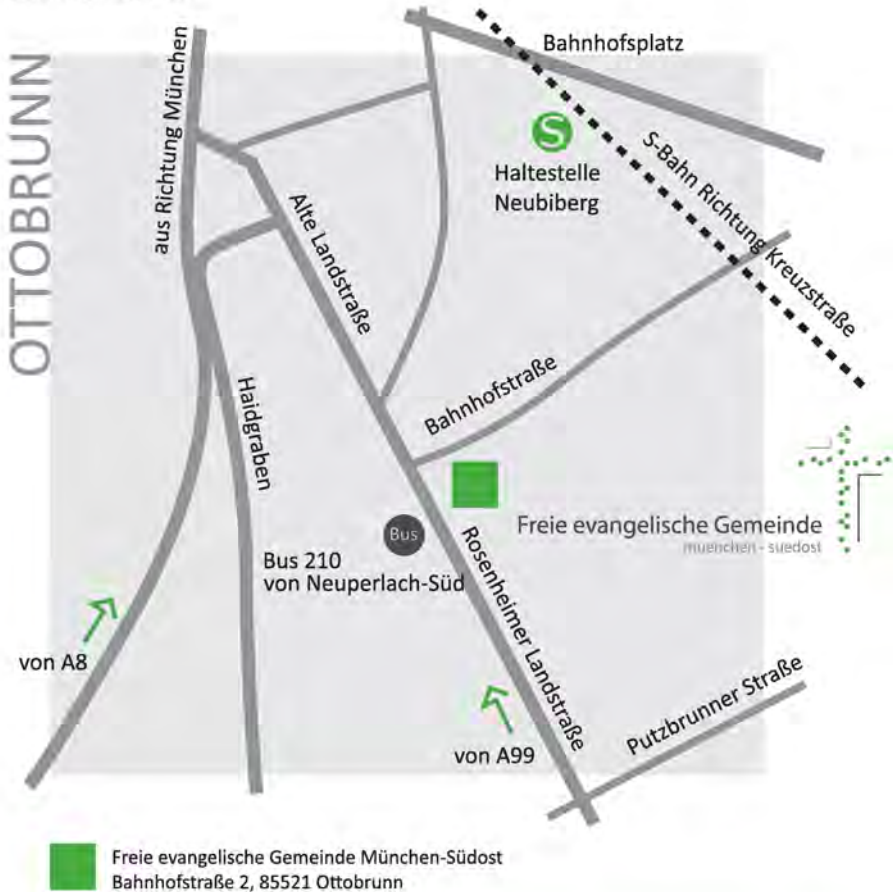 OTTOBRUNN
aus Richtung München
Bahnhofsplatz
S
Haltestelle
Neubiberg
S-Bahn Richtung Kreuzstraße
Alte Landstraße
Haidgraben
Bahnhofstraße
Bus
Bus 210
von Neuperlach-Süd
Freie evangelische Gemeinde
muenchen - suedost
Rosenheimer Landstraße
von A8
von A99
Putzbrunner Straße
Freie evangelische Gemeinde München-Südost
Bahnhofstraße 2, 85521 Ottobrunn